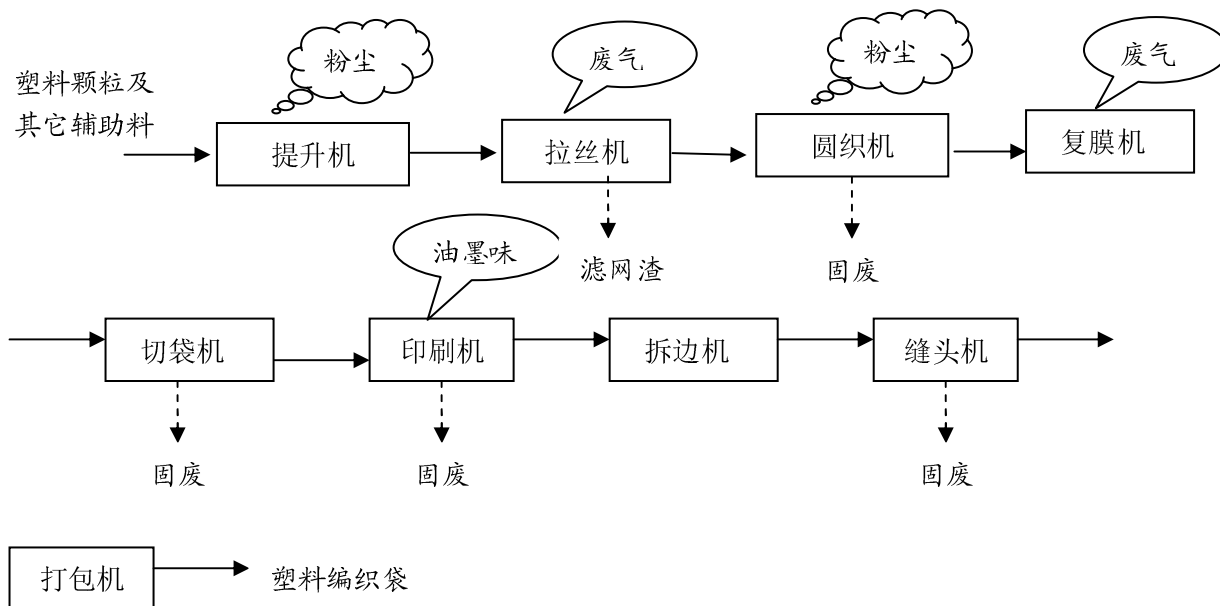 粉尘
废气
粉尘
废气
塑料颗粒及
其它辅助料
提升机
拉丝机
圆织机
复膜机
油墨味
滤网渣
固废
切袋机
印刷机
拆边机
缝头机
固废
固废
固废
打包机
塑料编织袋